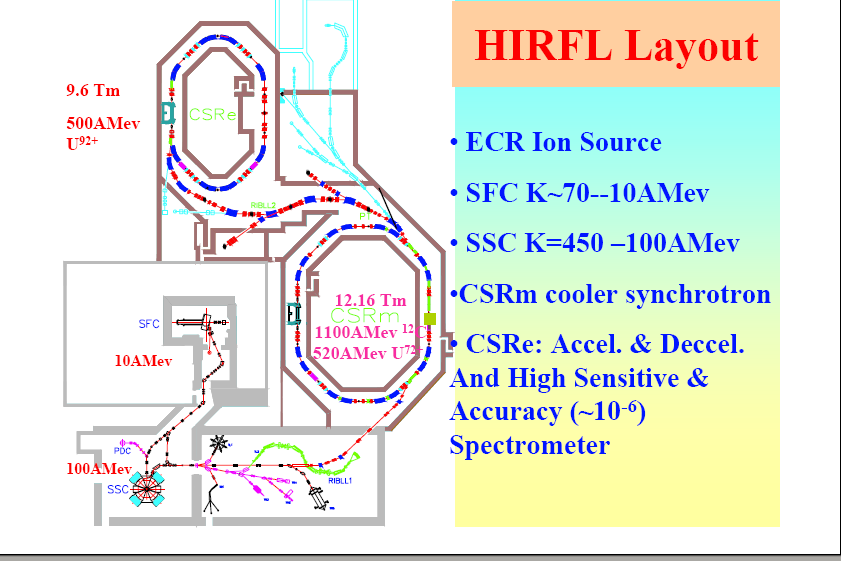 HIRFL Layout
9.6 Tm
500AMev
U92+
CSRe
RIBLL2
PT
12.16 Tm
CSRm
1100AMev 12C
520AMev U72+
SFC
10AMev
PDC
100AMev
SSC
RIBLL1
• ECR Ion Source
• SFC K~70--10AMev
• SSC K=450 –100AMev
•CSRm cooler synchrotron
• CSRe: Accel. & Deccel.
And High Sensitive &
Accuracy (~10-6)
Spectrometer